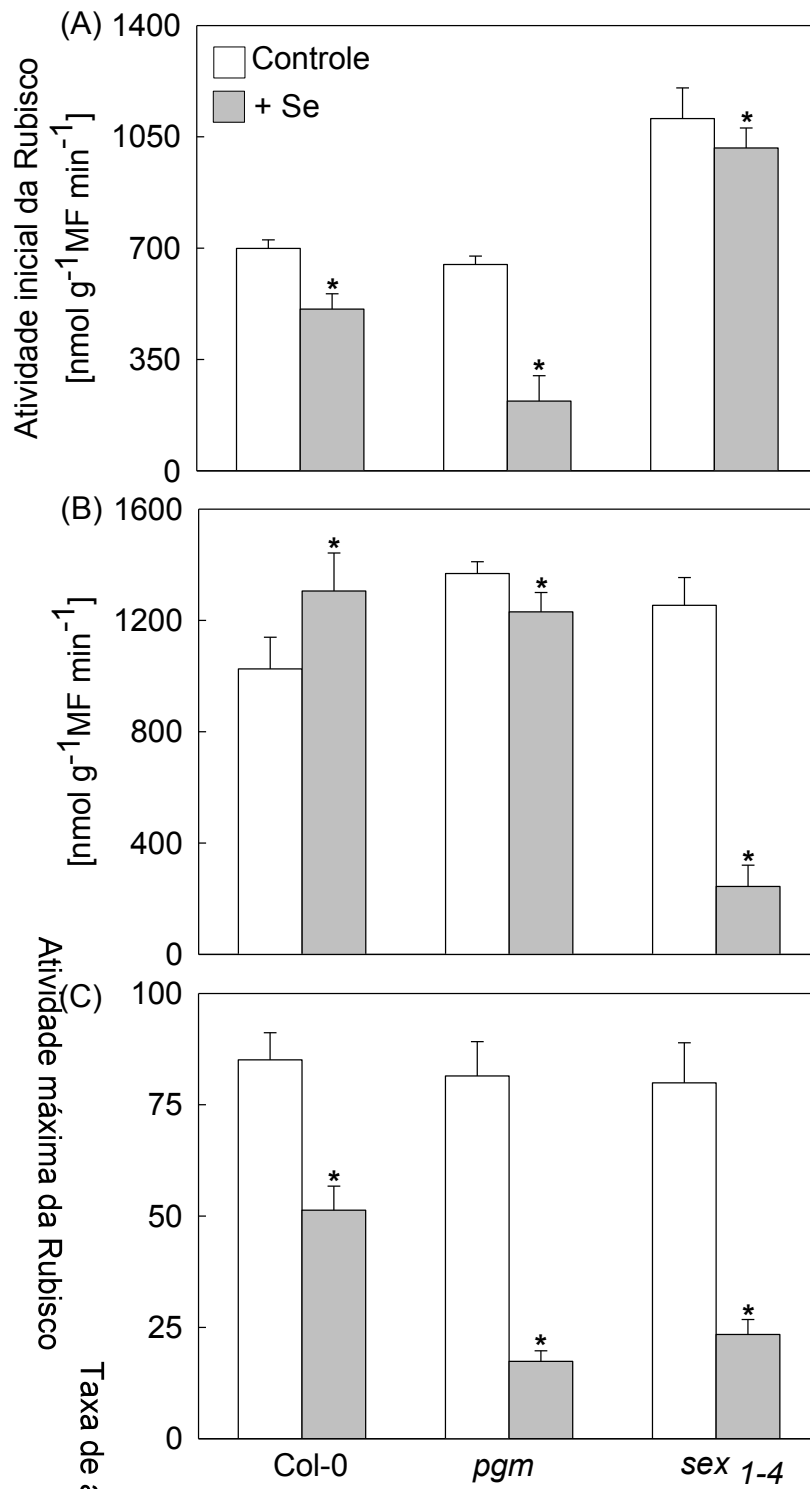 (A)
Atividade inicial da Rubisco
[nmol g⁻¹MF min⁻¹]
1400
1050
700
350
0
Controle
+ Se
*
*
*
(B)
[nmol g⁻¹MF min⁻¹]
1600
1200
800
400
0
*
*
*
Atividade máxima da Rubisco
(C)
100
75
50
25
0
*
*
*
Taxa de
Col-0
pgm
sex 1-4